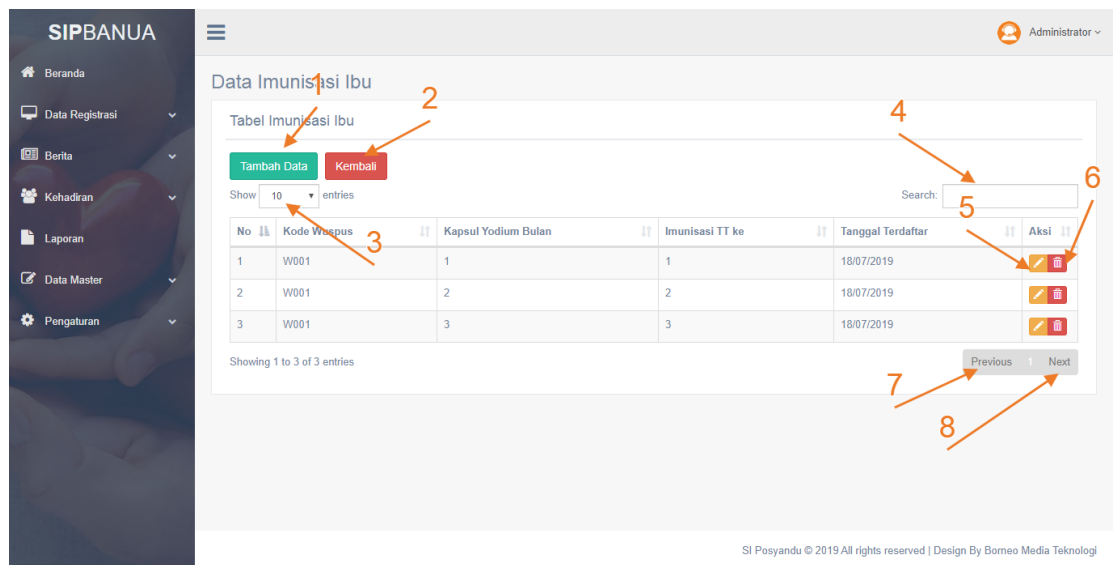 SIPBANUA
Administrator
Beranda
Data Registrasi
Berita
Kehadiran
Laporan
Data Master
Pengaturan
Data Imunisasi Ibu
1
2
Tabel Imunisasi Ibu
4
Tambah Data Kembali
6
Show 10 entries
Search:
5
3
No Kode Waspus Kapsul Yodium Bulan Imunisasi TT ke Tanggal Terdaftar Aksi
1 W001 1 1 18/07/2019
2 W001 2 2 18/07/2019
3 W001 3 3 18/07/2019
Showing 1 to 3 of 3 entries
Previous 1 Next
7
8
SI Posyandu © 2019 All rights reserved | Design By Borneo Media Teknologi